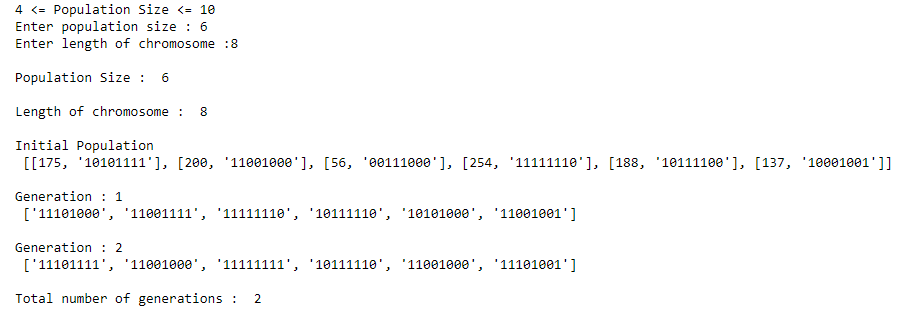 4 <= Population Size <= 10
Enter population size : 6
Enter length of chromosome :8
Population Size :  6
Length of chromosome :  8
Initial Population
[[175, '10101111'], [200, '11001000'], [56, '00111000'], [254, '11111110'], [188, '10111100'], [137, '10001001']]
Generation : 1
['11101000', '11001111', '11111110', '10111110', '10101000', '11001001']
Generation : 2
['11101111', '11001000', '11111111', '10111110', '11001000', '11101001']
Total number of generations :  2